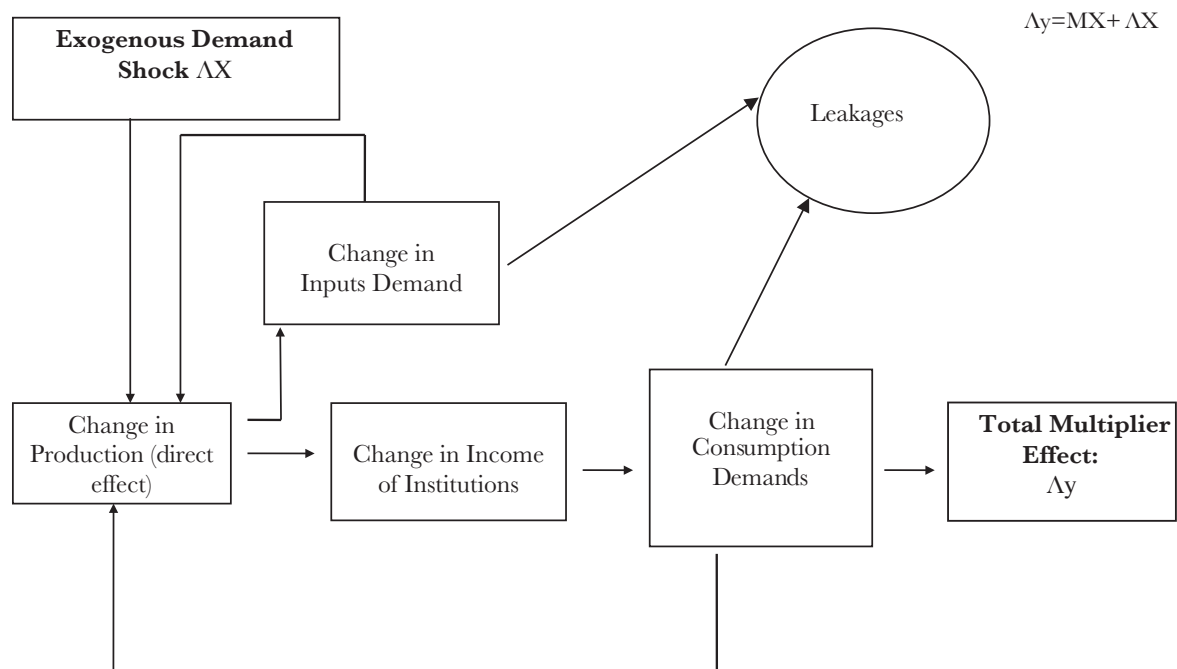 Λy=MX+ ΛX
Exogenous Demand
Shock ΛX
Leakages
Change in
Inputs Demand
Change in
Production (direct
effect)
Change in Income
of Institutions
Change in
Consumption
Demands
Total Multiplier
Effect:
Λy